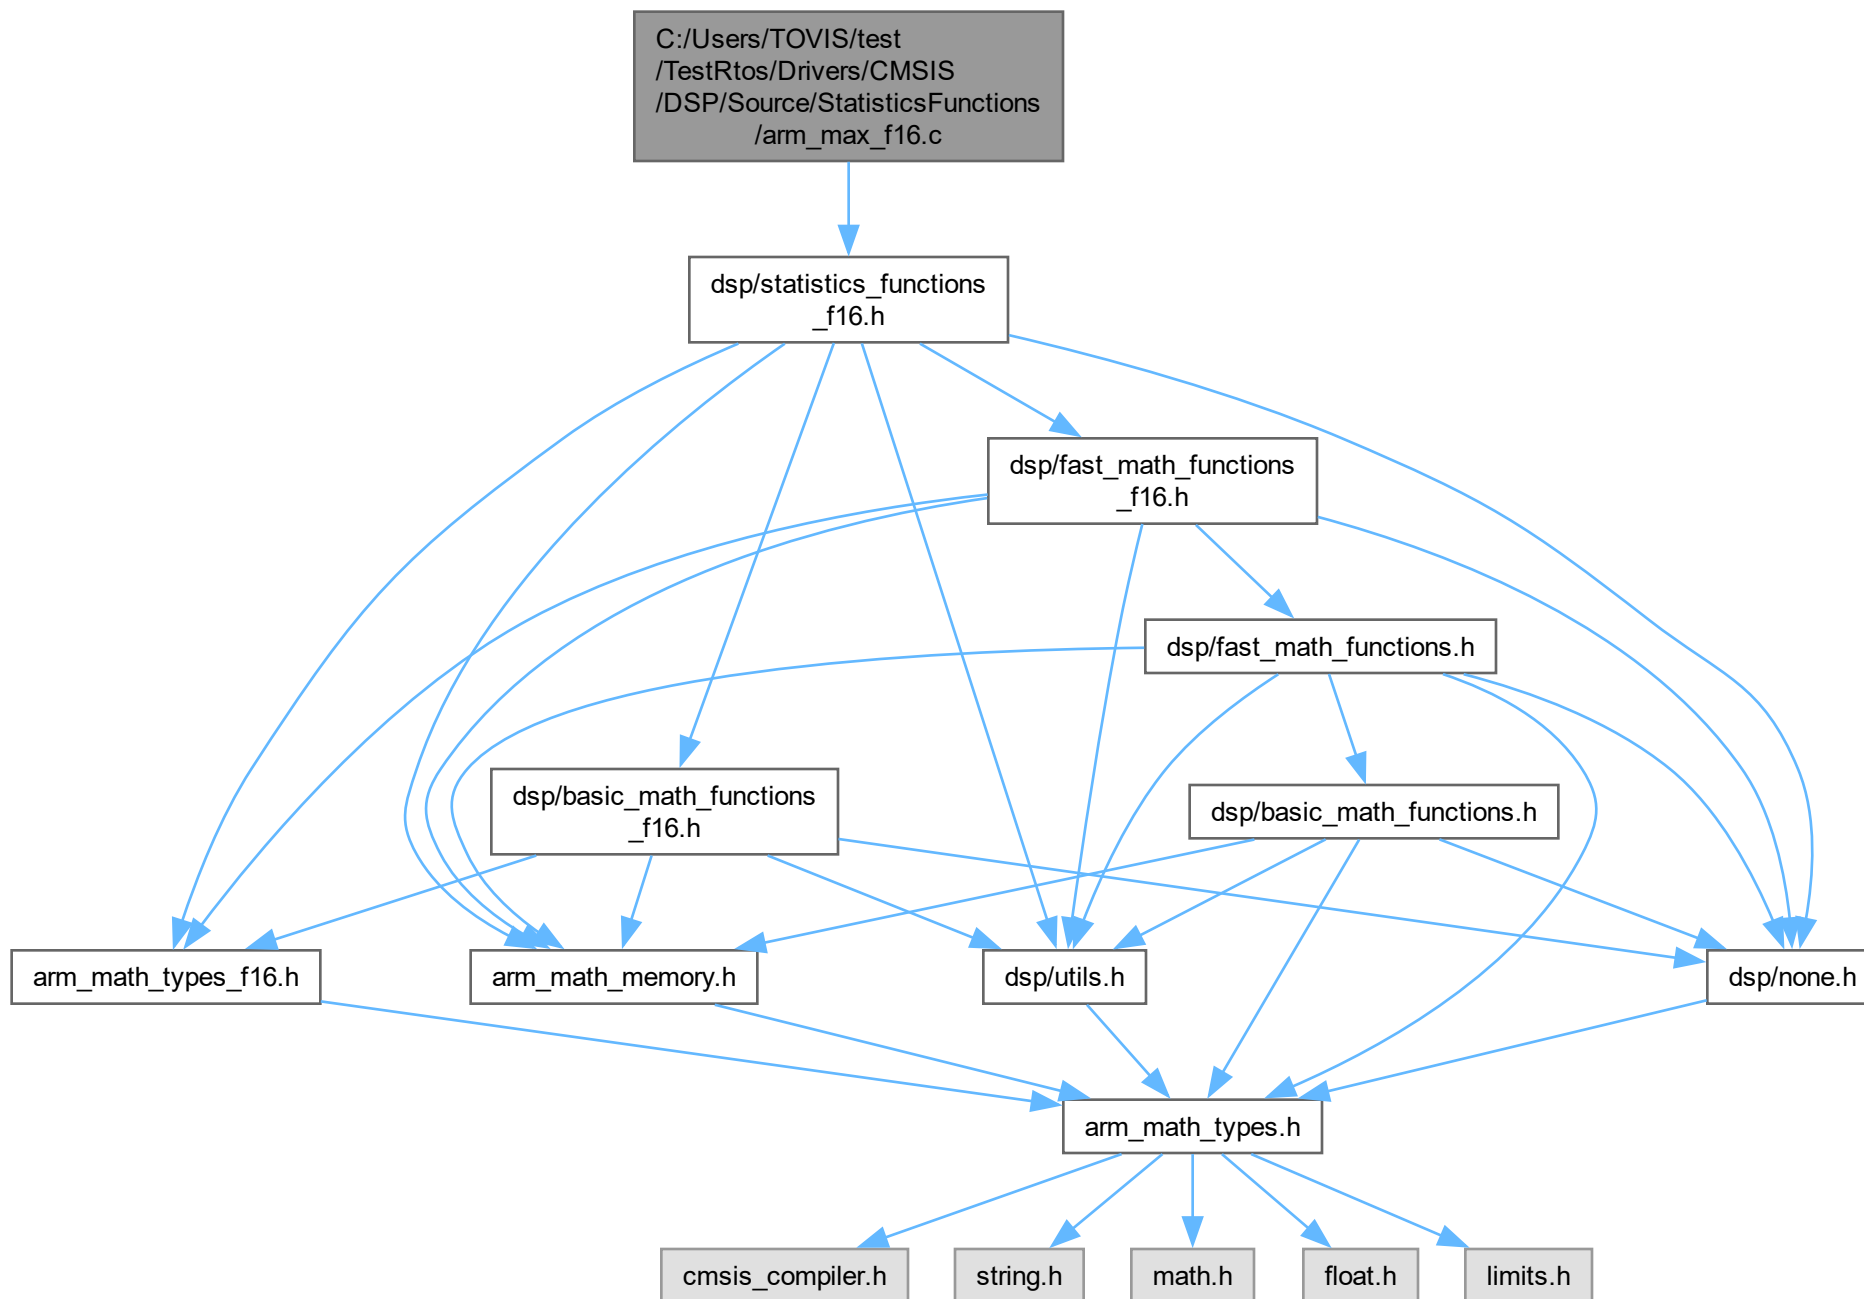 C:/Users/TOVIS/test
/TestRtos/Drivers/CMSIS
/DSP/Source/StatisticsFunctions
/arm_max_f16.c
dsp/statistics_functions
_f16.h
dsp/fast_math_functions
_f16.h
dsp/fast_math_functions.h
dsp/basic_math_functions
_f16.h
dsp/basic_math_functions.h
arm_math_types_f16.h
arm_math_memory.h
dsp/utils.h
dsp/none.h
arm_math_types.h
cmsis_compiler.h
string.h
math.h
float.h
limits.h